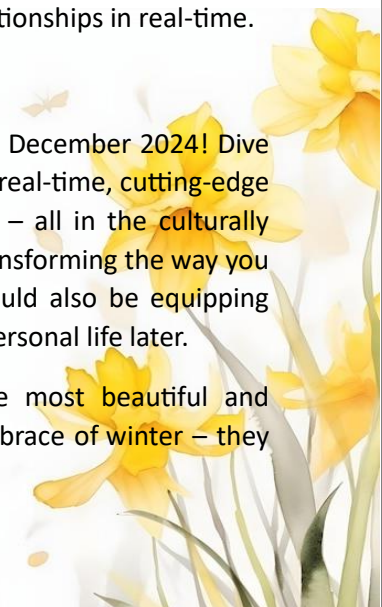 tionships in real-time.
December 2024! Dive
real-time, cutting-edge
– all in the culturally
nsforming the way you
uld also be equipping
ersonal life later.
e most beautiful and
brace of winter – they